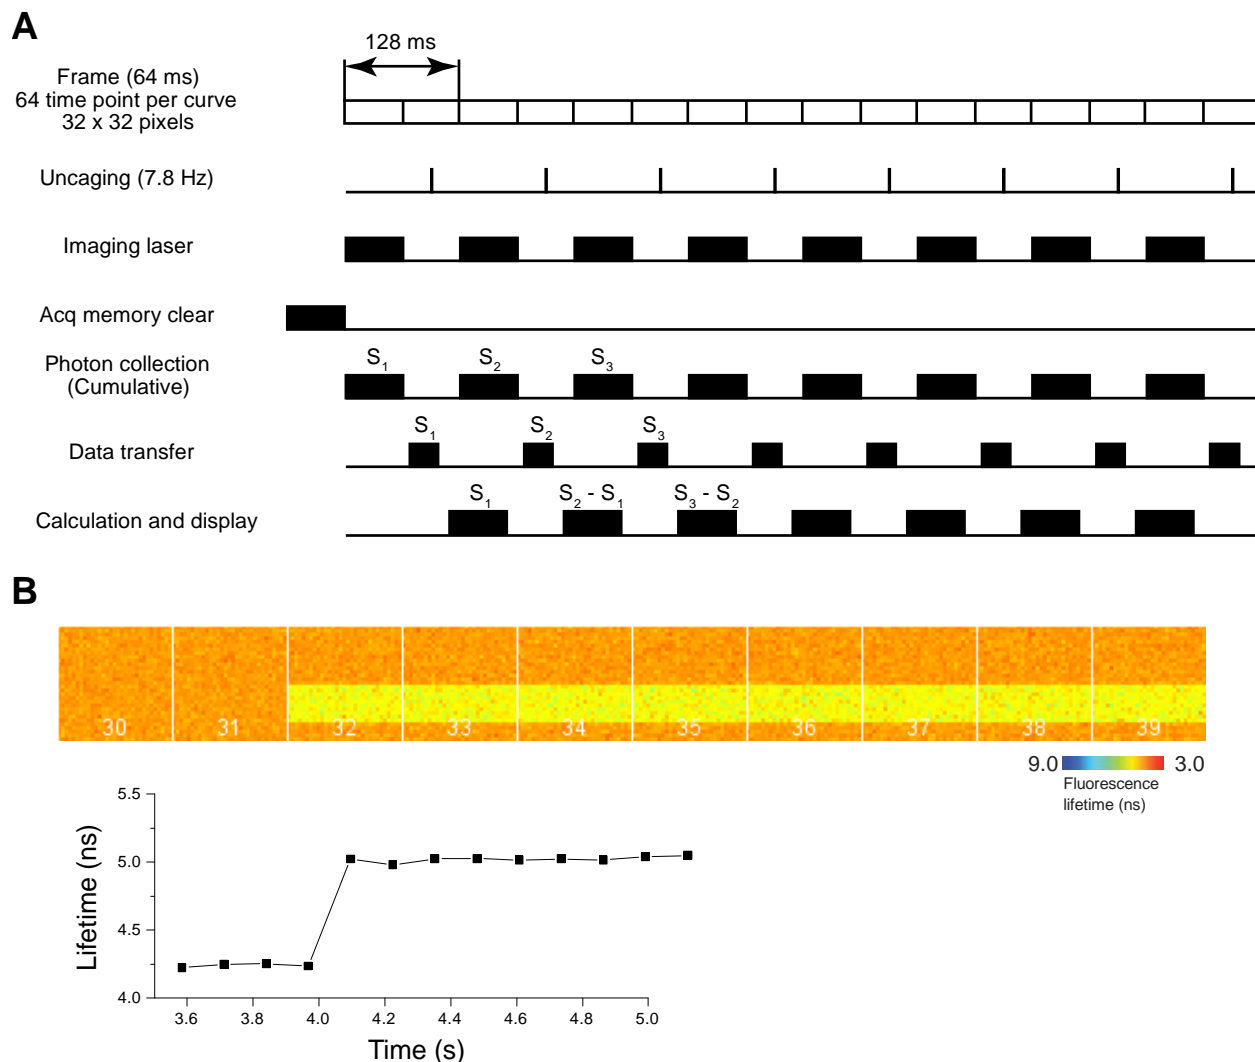 A
128 ms
Frame (64 ms)
64 time point per curve
32 x 32 pixels
Uncaging (7.8 Hz)
Imaging laser
Acq memory clear
Photon collection
(Cumulative)
S1 S2 S3
Data transfer
S1 S2 S3
Calculation and display
S1 S2 - S1 S3 - S2
B
30 31 32 33 34 35 36 37 38 39
9.0 3.0
Fluorescence
lifetime (ns)
5.5
5.0
4.5
4.0
Lifetime (ns)
3.6 3.8 4.0 4.2 4.4 4.6 4.8 5.0
Time (s)